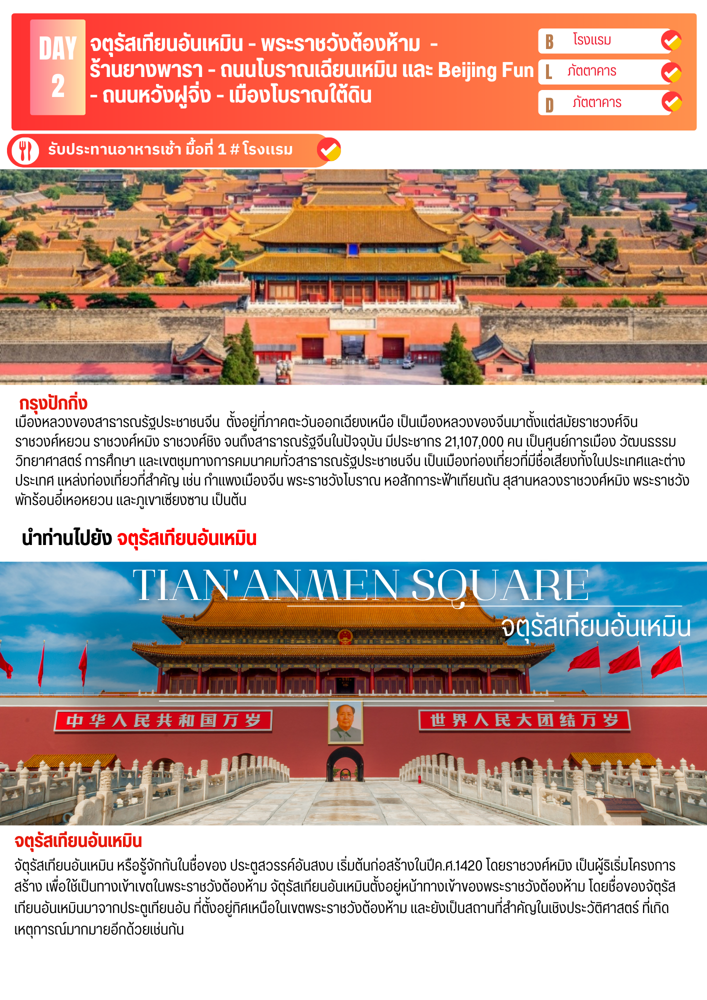 DAY
2
จตุรัสเทียนอันเหมิน - พระราชวังต้องห้าม -
ร้านยางพารา - ถนนโบราณเฉียนเหมิน และ Beijing Fun
- ถนนหวังฝูจิ่ง - เมืองโบราณใต้ดิน
B โรงแรม
L ภัตตาคาร
D ภัตตาคาร
รับประทานอาหารเช้า มื้อที่ 1 # โรงแรม
กรุงปักกิ่ง
เมืองหลวงของสาธารณรัฐประชาชนจีน ตั้งอยู่ที่ภาคตะวันออกเฉียงเหนือ เป็นเมืองหลวงของจีนมาตั้งแต่สมัยราชวงศ์จิน
ราชวงศ์หยวน ราชวงศ์หมิง ราชวงศ์ชิง จนถึงสาธารณรัฐจีนในปัจจุบัน มีประชากร 21,107,000 คน เป็นศูนย์การเมือง วัฒนธรรม
วิทยาศาสตร์ การศึกษา และเขตชุมทางการคมนาคมทั่วสาธารณรัฐประชาชนจีน เป็นเมืองท่องเที่ยวที่มีชื่อเสียงทั้งในประเทศและต่าง
ประเทศ แหล่งท่องเที่ยวที่สำคัญ เช่น กำแพงเมืองจีน พระราชวังโบราณ หอสักการะฟ้าเทียนถัน สุสานหลวงราชวงศ์หมิง พระราชวัง
พักร้อนอี๋เหอหยวน และภูเขาเซียงซาน เป็นต้น
นำท่านไปยัง จตุรัสเทียนอันเหมิน
TIAN'ANMEN SQUARE
จตุรัสเทียนอันเหมิน
中华人民共和国万岁
世界人民大团结万岁
จตุรัสเทียนอันเหมิน
จัตุรัสเทียนอันเหมิน หรือรู้จักกันในชื่อของ ประตูสวรรค์อันสงบ เริ่มต้นก่อสร้างในปีค.ศ.1420 โดยราชวงศ์หมิง เป็นผู้ริเริ่มโครงการ
สร้าง เพื่อใช้เป็นทางเข้าเขตในพระราชวังต้องห้าม จัตุรัสเทียนอันเหมินตั้งอยู่หน้าทางเข้าของพระราชวังต้องห้าม โดยชื่อของจัตุรัส
เทียนอันเหมินมาจากประตูเทียนอัน ที่ตั้งอยู่ทิศเหนือในเขตพระราชวังต้องห้าม และยังเป็นสถานที่สำคัญในเชิงประวัติศาสตร์ ที่เกิด
เหตุการณ์มากมายอีกด้วยเช่นกัน